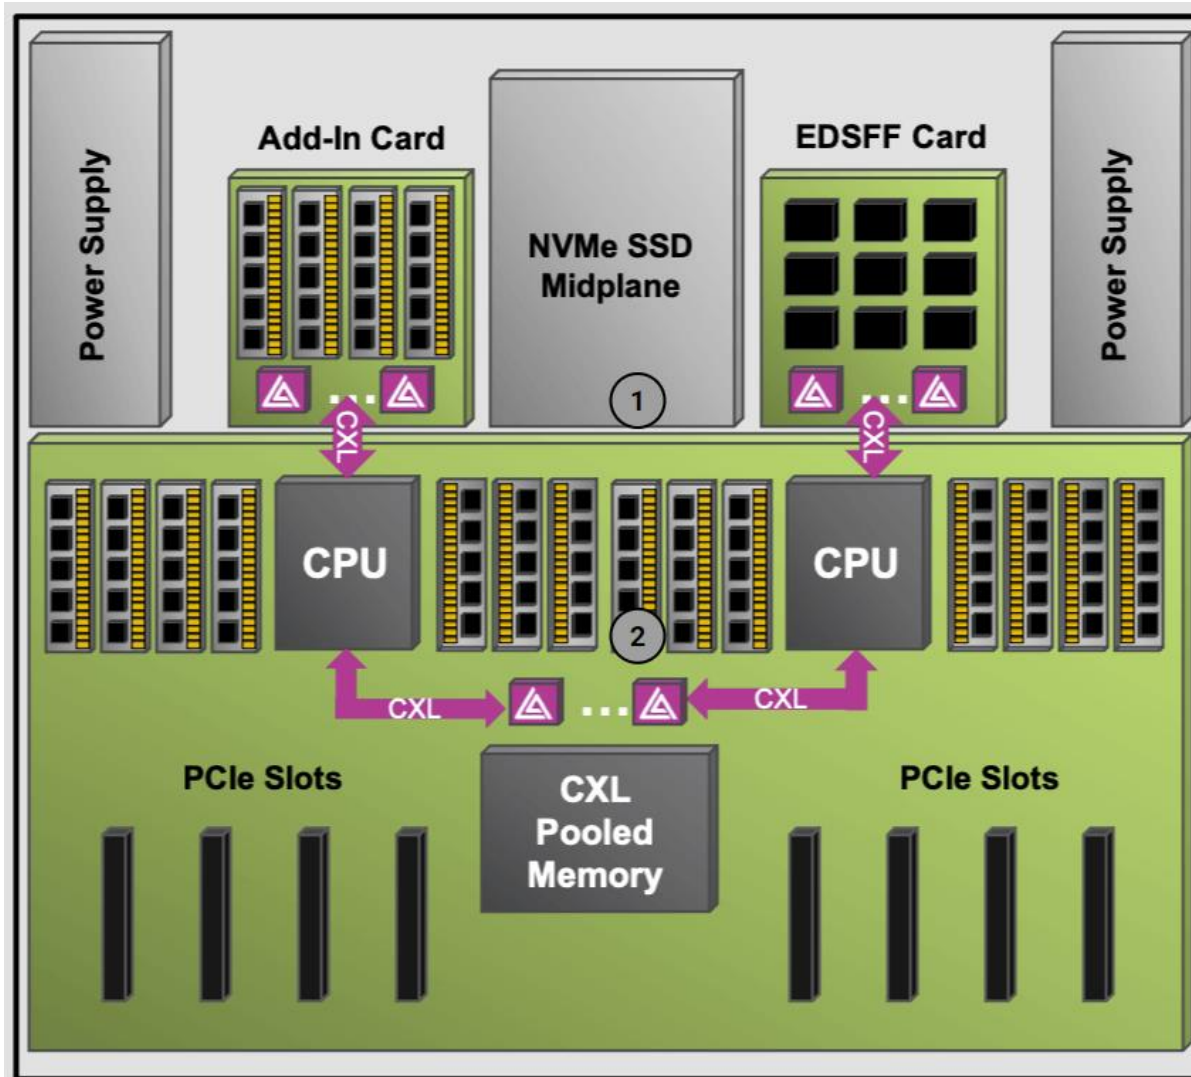 Power Supply
Add-In Card
NVMe SSD
Midplane
EDSFF Card
Power Supply
1
CXL
CXL
CPU
CPU
2
CXL
CXL
PCIe Slots
CXL
Pooled
Memory
PCIe Slots